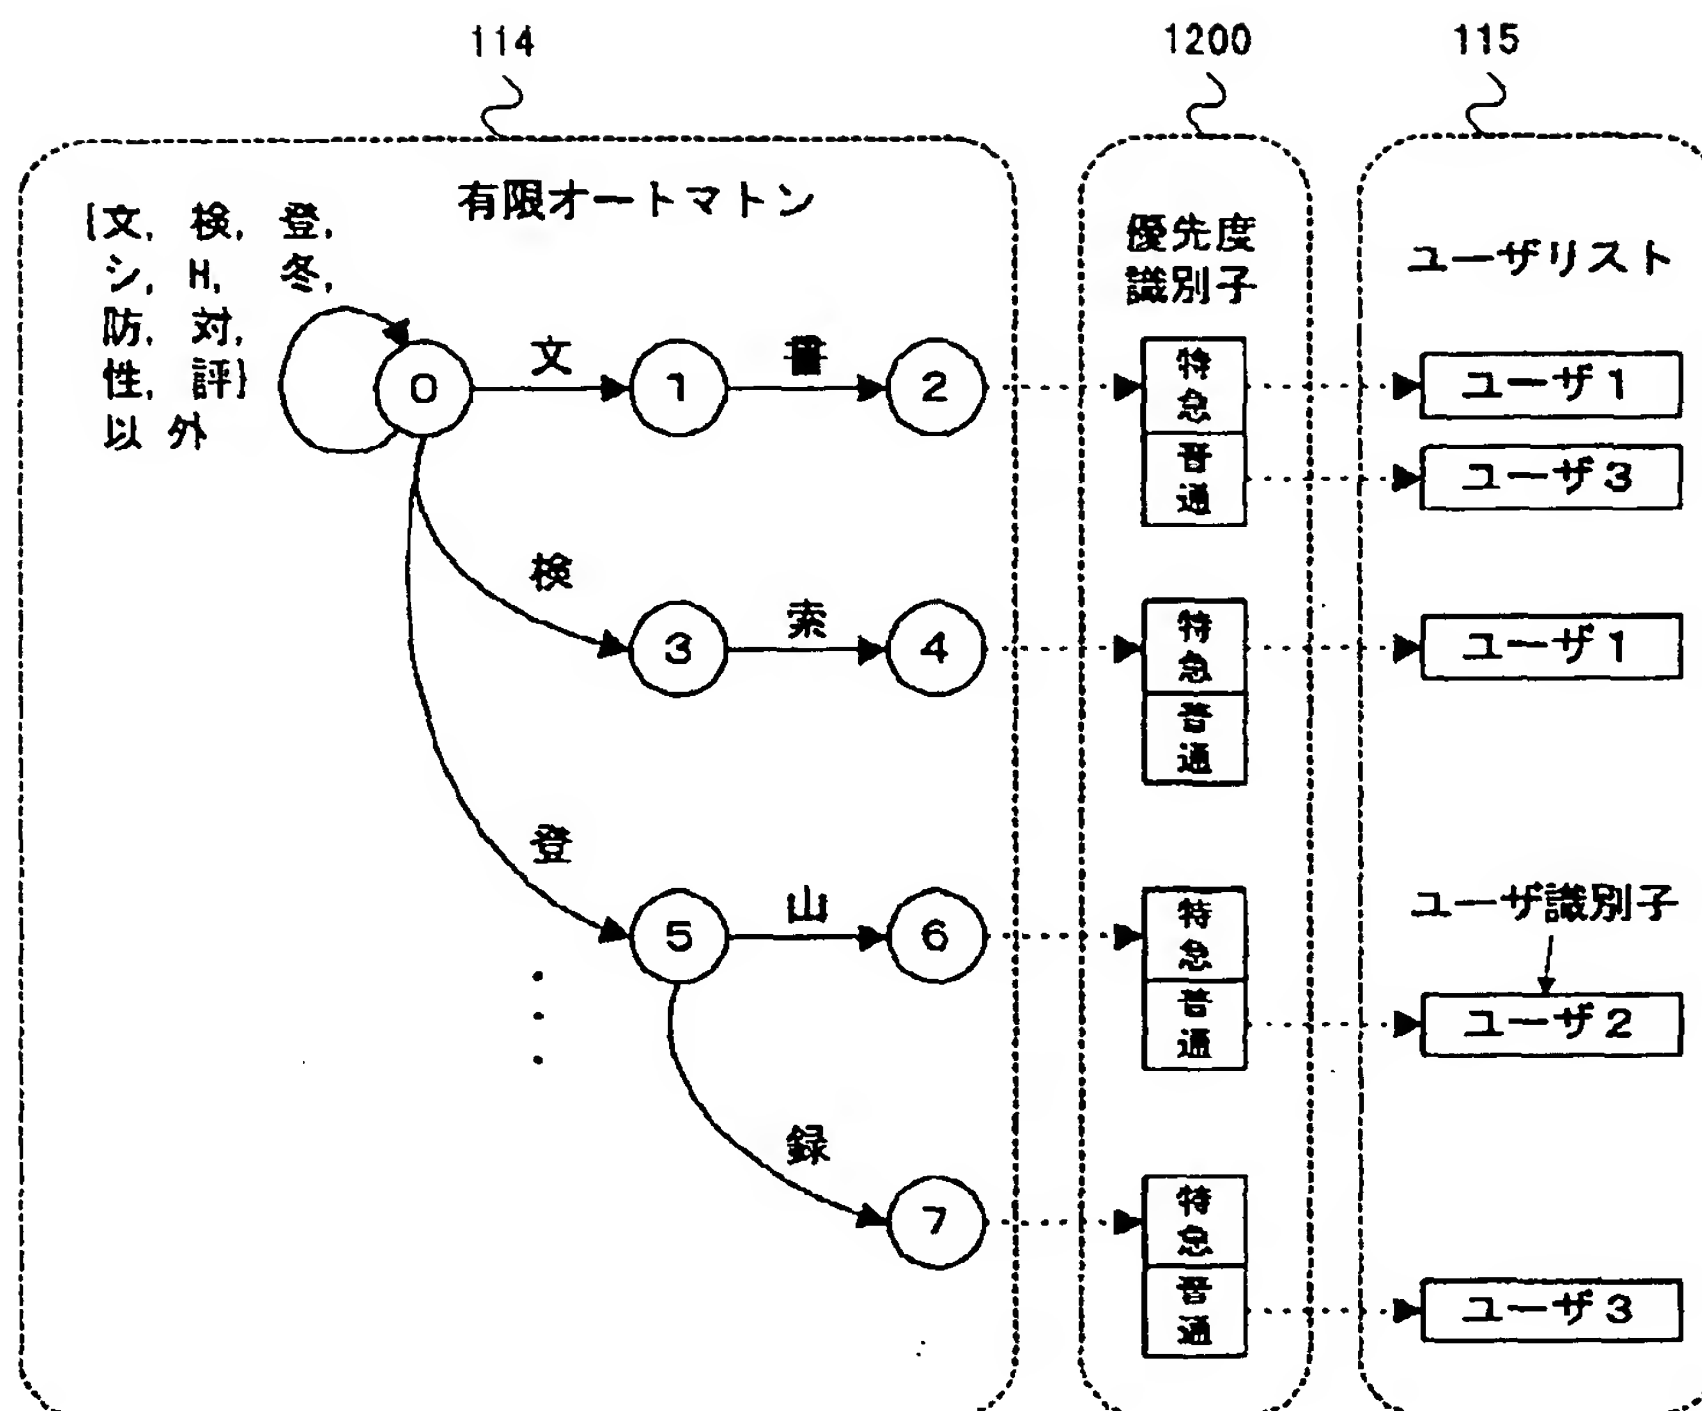 114
1200
115
有限オートマトン
{文, 検, 登,
シ, H, 冬,
防, 対,
性, 評}
以外
優先度
識別子
ユーザリスト
0
文
1
書
2
特急
普通
ユーザ1
ユーザ3
検
3
索
4
特急
普通
ユーザ1
登
5
山
6
特急
普通
ユーザ識別子
ユーザ2
録
7
特急
普通
ユーザ3